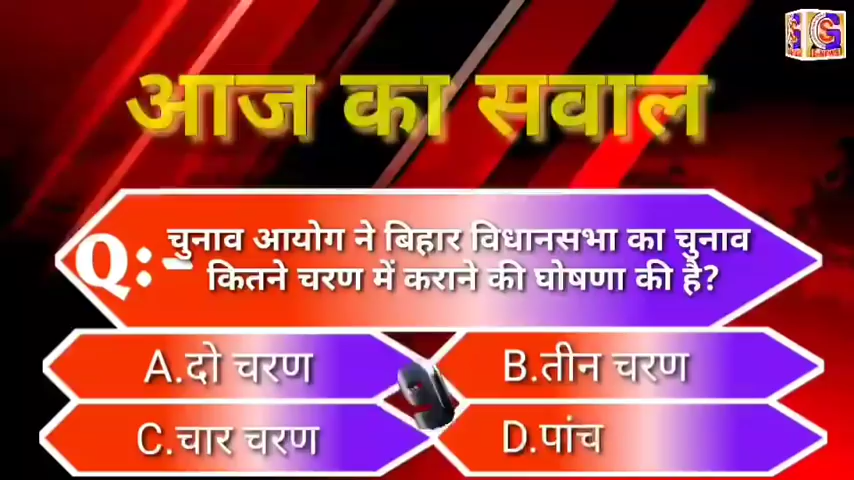 आज का सवाल
Q:- चुनाव आयोग ने बिहार विधानसभा का चुनाव
कितने चरण में कराने की घोषणा की है?
A.दो चरण
B.तीन चरण
C.चार चरण
D.पांच